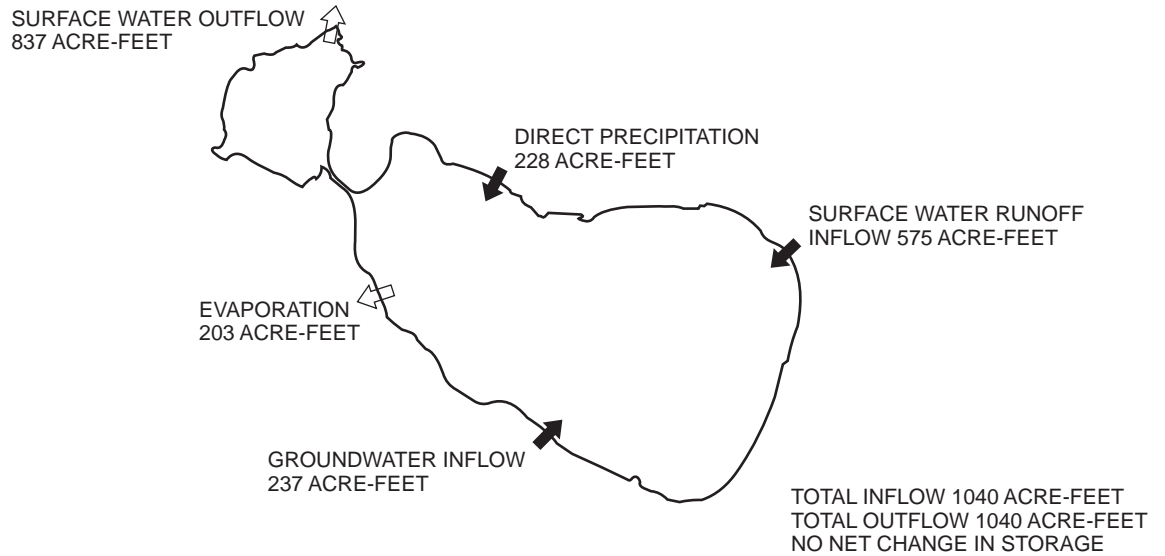 SURFACE WATER OUTFLOW
837 ACRE-FEET
DIRECT PRECIPITATION
228 ACRE-FEET
SURFACE WATER RUNOFF
INFLOW 575 ACRE-FEET
EVAPORATION
203 ACRE-FEET
GROUNDWATER INFLOW
237 ACRE-FEET
TOTAL INFLOW 1040 ACRE-FEET
TOTAL OUTFLOW 1040 ACRE-FEET
NO NET CHANGE IN STORAGE